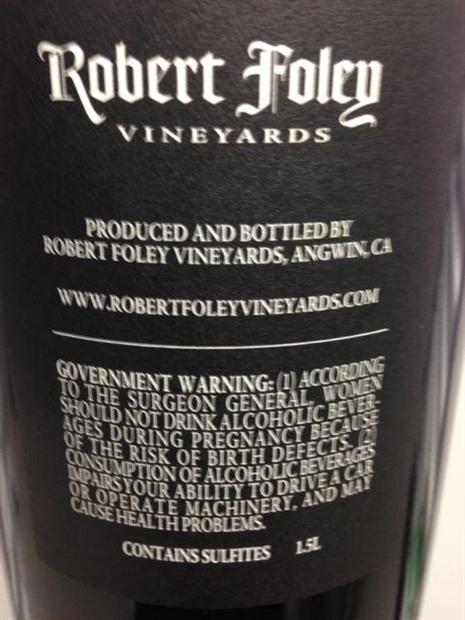 Robert Foley
VINEYARDS
PRODUCED AND BOTTLED BY
ROBERT FOLEY VINEYARDS, ANGWIN, CA
WWW.ROBERTFOLEYVINEYARDS.COM
GOVERNMENT WARNING: (1) ACCORDING
TO THE SURGEON GENERAL, WOMEN
SHOULD NOT DRINK ALCOHOLIC BEVER-
AGES DURING PREGNANCY BECAUSE
OF THE RISK OF BIRTH DEFECTS. (2)
CONSUMPTION OF ALCOHOLIC BEVERAGES
IMPAIRS YOUR ABILITY TO DRIVE A CAR
OR OPERATE MACHINERY, AND MAY
CAUSE HEALTH PROBLEMS.
CONTAINS SULFITES 1.5L